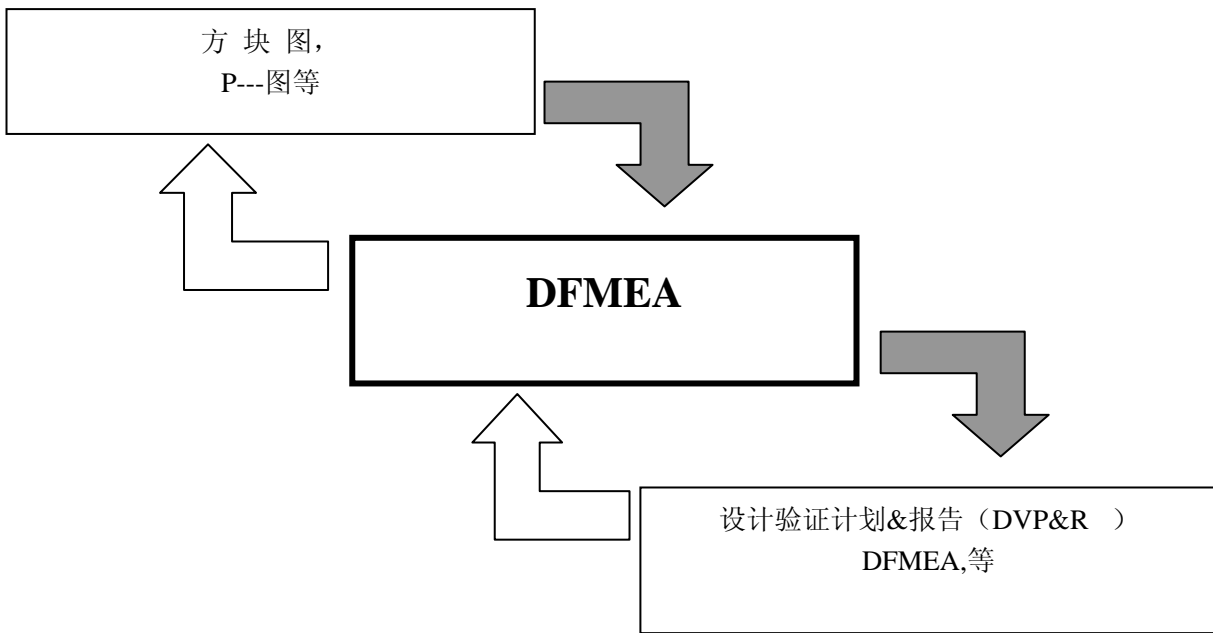 方 块 图，
P---图等
DFMEA
设计验证计划&报告（DVP&R ）
DFMEA,等